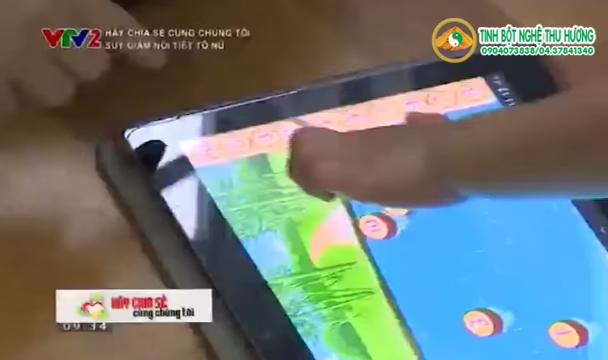 VTV2
HÃY CHIA SẺ CÙNG CHÚNG TÔI
SUY GIẢM NỘI TIẾT TỐ NỮ
TINH BỘT NGHỆ THU HƯƠNG
0904073838/04.37841340
HÃY CHIA SẺ
cùng chúng tôi
09:34